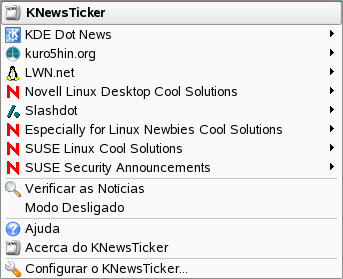 KNewsTicker
KDE Dot News
kuro5hin.org
LWN.net
Novell Linux Desktop Cool Solutions
Slashdot
Especially for Linux Newbies Cool Solutions
SUSE Linux Cool Solutions
SUSE Security Announcements
Verificar as Noticias
Modo Desligado
Ajuda
Acerca do KNewsTicker
Configurar o KNewsTicker...